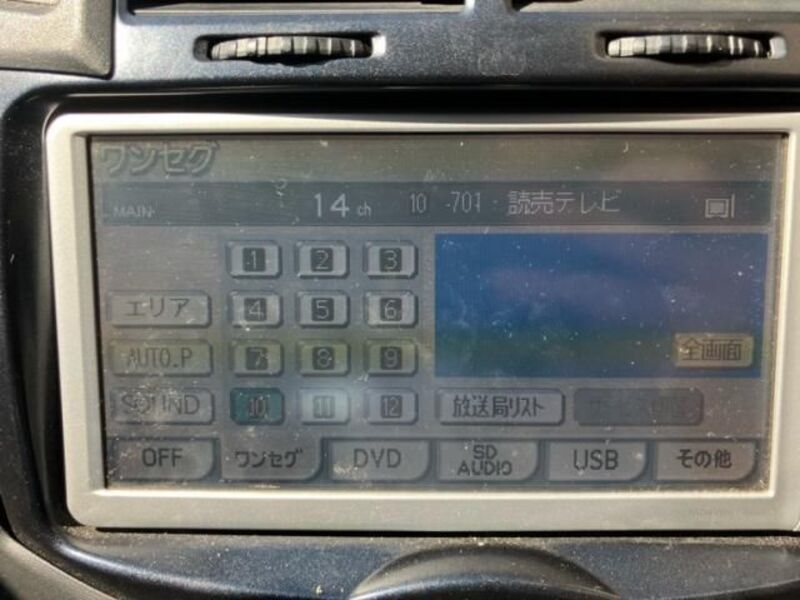 ワンセグ
MAIN 14 ch 10 -701 読売テレビ
1 2 3
エリア 4 5 6
AUTO.P 7 8 9 全画面
SOUND 10 11 12 放送局リスト
OFF ワンセグ DVD SD AUDIO USB その他